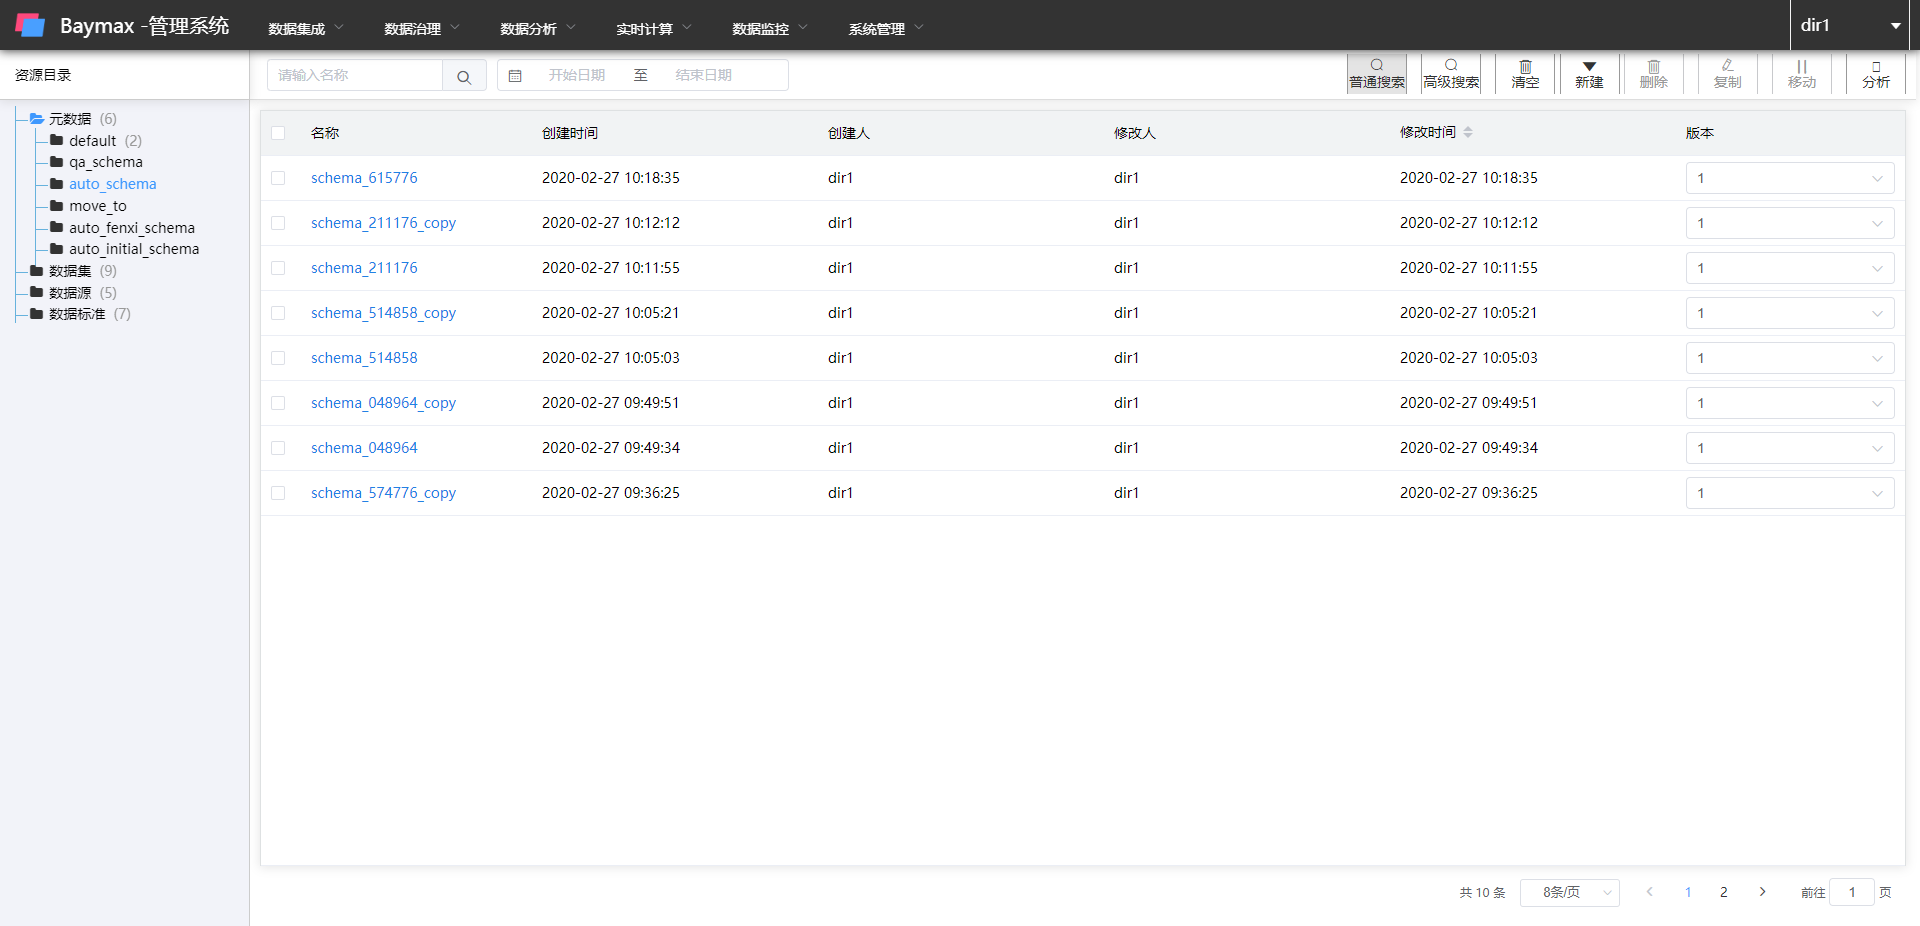 Baymax -管理系统 数据集成 数据治理 数据分析 实时计算 数据监控 系统管理 dir1
资源目录 请输入名称 开始日期 至 结束日期 普通搜索 高级搜索 清空 新建 删除 复制 移动 分析
元数据 (6)
default (2)
qa_schema
auto_schema
move_to
auto_fenxi_schema
auto_initial_schema
数据集 (9)
数据源 (5)
数据标准 (7)
名称 创建时间 创建人 修改人 修改时间 版本
schema_615776 2020-02-27 10:18:35 dir1 dir1 2020-02-27 10:18:35 1
schema_211176_copy 2020-02-27 10:12:12 dir1 dir1 2020-02-27 10:12:12 1
schema_211176 2020-02-27 10:11:55 dir1 dir1 2020-02-27 10:11:55 1
schema_514858_copy 2020-02-27 10:05:21 dir1 dir1 2020-02-27 10:05:21 1
schema_514858 2020-02-27 10:05:03 dir1 dir1 2020-02-27 10:05:03 1
schema_048964_copy 2020-02-27 09:49:51 dir1 dir1 2020-02-27 09:49:51 1
schema_048964 2020-02-27 09:49:34 dir1 dir1 2020-02-27 09:49:34 1
schema_574776_copy 2020-02-27 09:36:25 dir1 dir1 2020-02-27 09:36:25 1
共 10 条 8条/页 1 2 前往 1 页